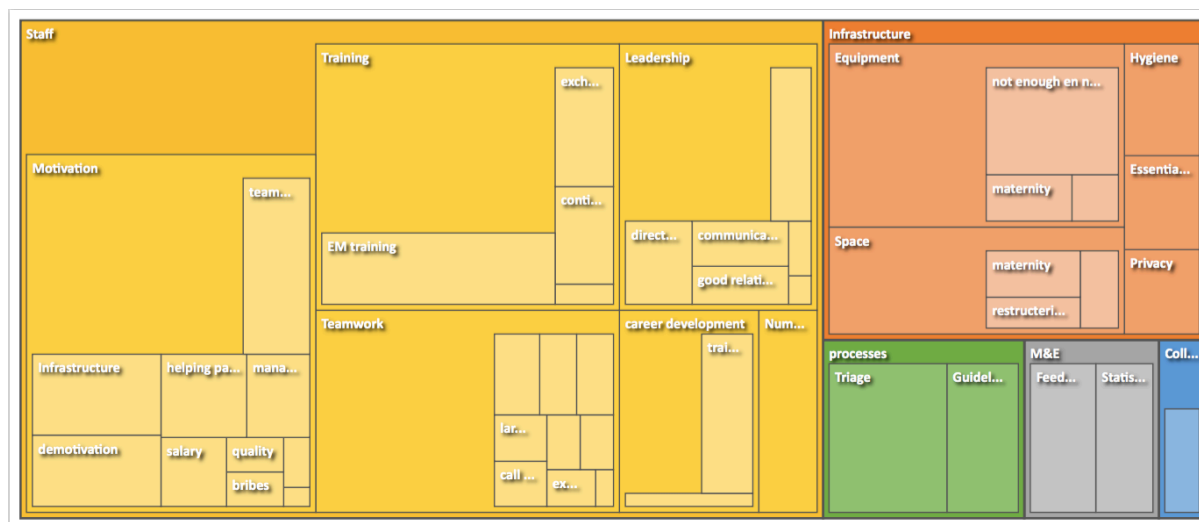 Staff
Motivation
team...
Infrastructure
helping pa...
mana...
demotivation
salary
quality
bribes
Training
exch...
conti...
EM training
Leadership
direct...
communica...
good relati...
Teamwork
lar...
call ...
ex...
career development
trai...
Num...
Infrastructure
Equipment
not enough en n...
maternity
Space
maternity
restructeri...
Hygiene
Essentia...
Privacy
processes
Triage
Guidel...
M&E
Feed...
Statis...
Coll...